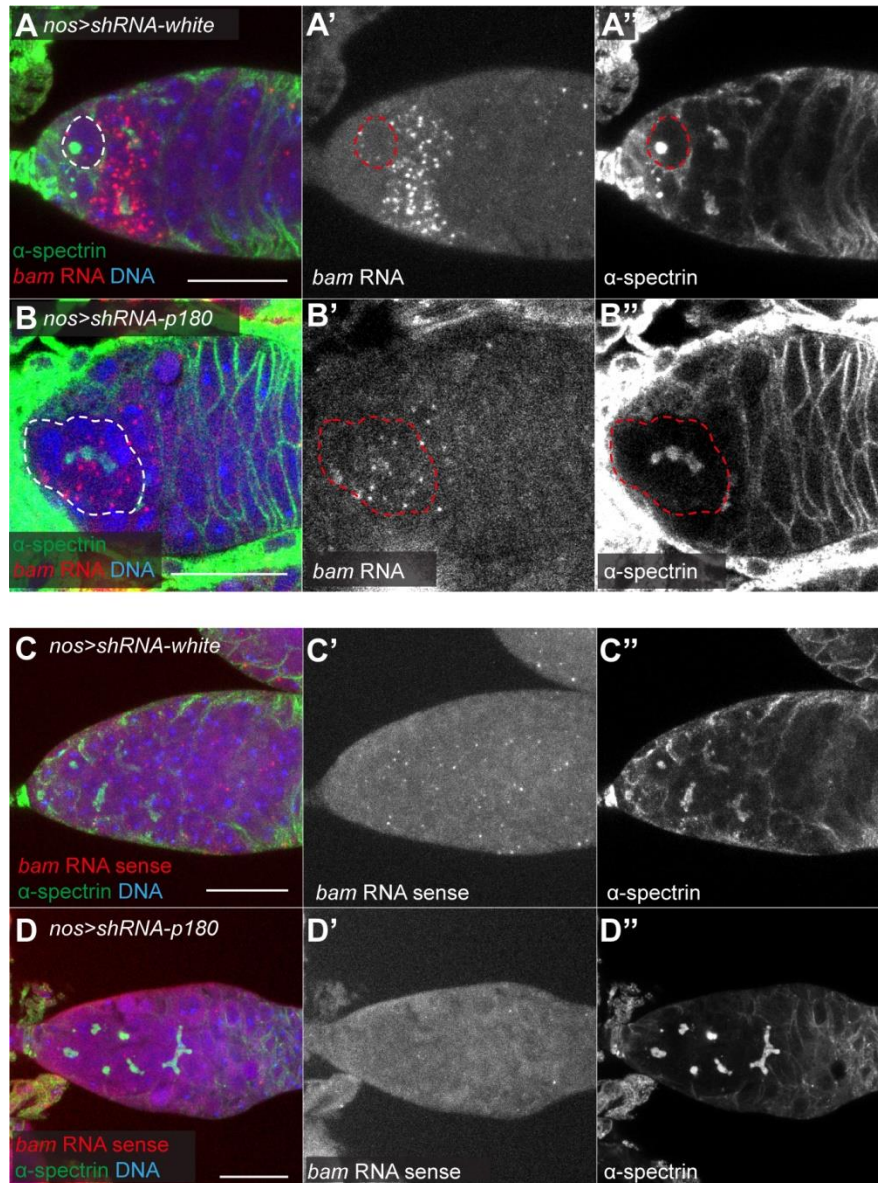 A nos>shRNA-white
α-spectrin
bam RNA DNA
A'
bam RNA
A"
α-spectrin
B nos>shRNA-p180
α-spectrin
bam RNA DNA
B'
bam RNA
B"
α-spectrin
C nos>shRNA-white
bam RNA sense
α-spectrin DNA
C'
bam RNA sense
C"
α-spectrin
D nos>shRNA-p180
bam RNA sense
α-spectrin DNA
D'
bam RNA sense
D"
α-spectrin